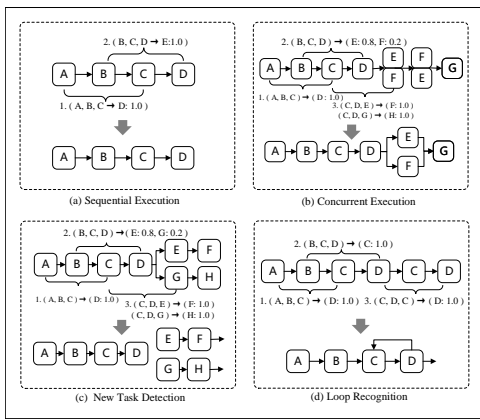 2. ( B, C, D → E:1.0)
A B C D
1. ( A, B, C → D: 1.0)
A B C D
(a) Sequential Execution
2. ( B, C, D ) → (E: 0.8, F: 0.2)
A B C D E F G
F E
1. ( A, B, C ) → (D : 1.0)
3. ( C, D, E ) → (F: 1.0)
( C, D, G ) → (H: 1.0)
A B C D E F G
(b) Concurrent Execution
2. ( B, C, D ) → (E: 0.8, G: 0.2)
A B C D E F
G H
1. ( A, B, C ) → (D: 1.0)
3. ( C, D, E ) → (F: 1.0)
( C, D, G ) → (H: 1.0)
A B C D E F
G H
(c) New Task Detection
2. ( B, C, D ) → (C: 1.0)
A B C D C D
1. ( A, B, C ) → (D: 1.0) 3. ( C, D, C ) → (D: 1.0)
A B C D
(d) Loop Recognition